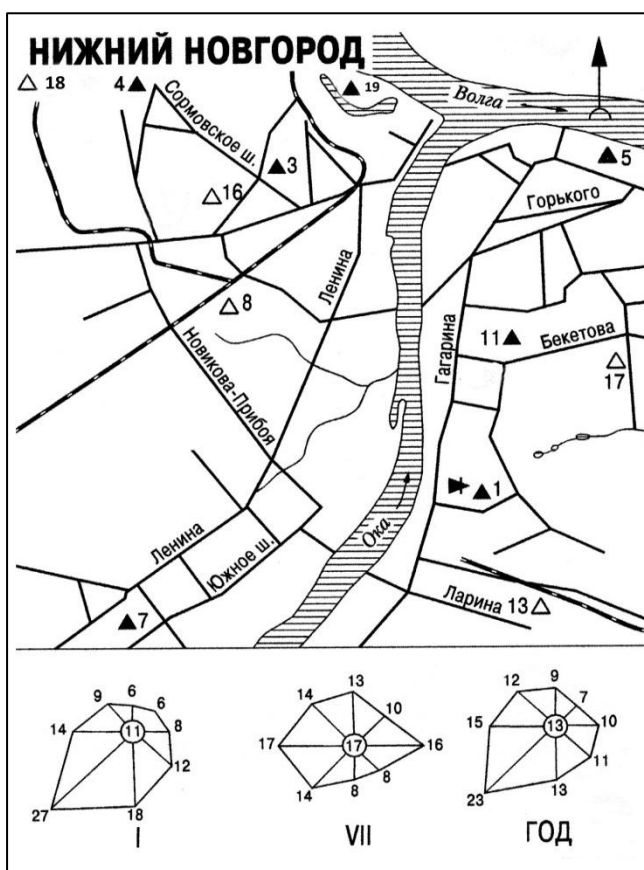 НИЖНИЙ НОВГОРОД
18
4
19
Сормовское ш.
Волга
3
5
16
Горького
Ленина
8
Гагарина
11
Бекетова
17
Новикова-Прибоя
1
Ока
Ленина
Южное ш.
Ларина 13
7
9 6 6 8 12 18 27 14 11
I
14 13 10 16 8 8 14 17 17
VII
12 9 7 10 11 13 23 15 13
ГОД